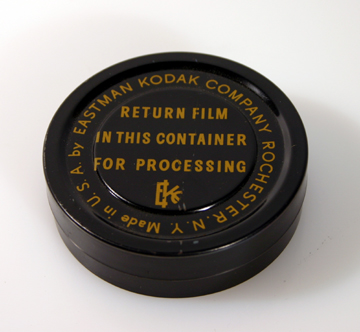 RETURN FILM
IN THIS CONTAINER
FOR PROCESSING
EK
Made in U.S.A. by EASTMAN KODAK COMPANY ROCHESTER, N.Y.